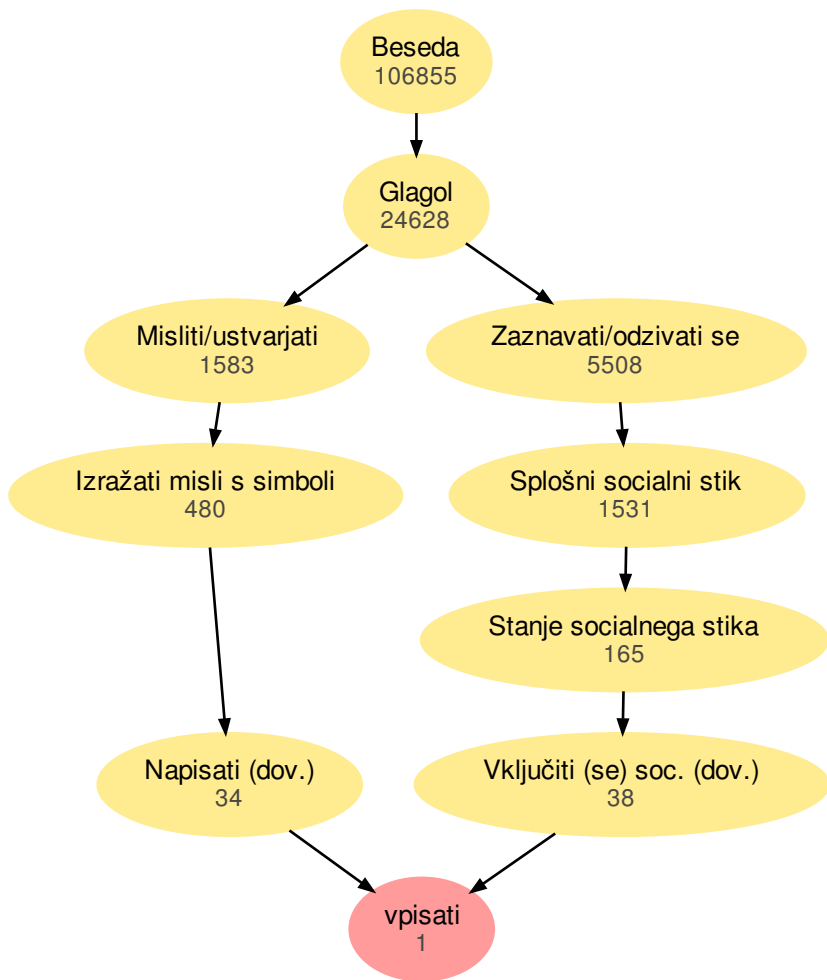 Beseda
106855
Glagol
24628
Misliti/ustvarjati
1583
Zaznavati/odzivati se
5508
Izražati misli s simboli
480
Splošni socialni stik
1531
Stanje socialnega stika
165
Napisati (dov.)
34
Vključiti (se) soc. (dov.)
38
vpisati
1